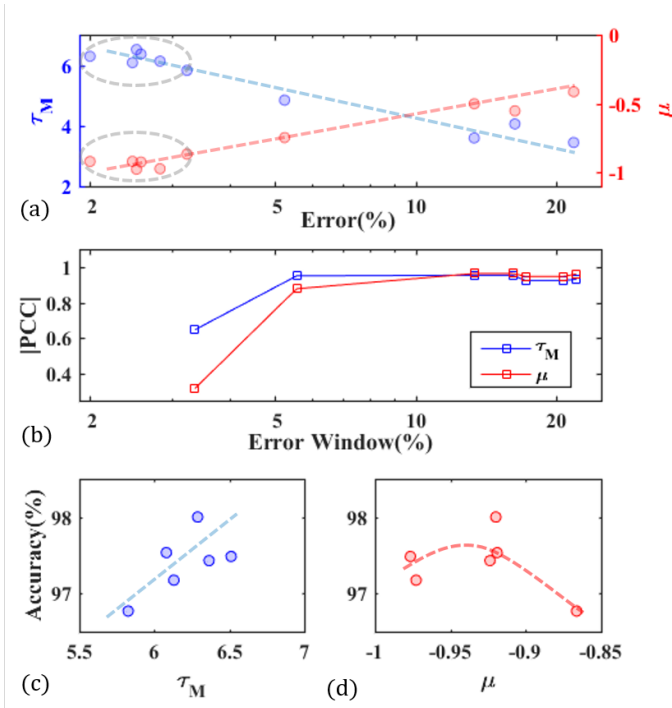 6
4
2
τM
0
-0.5
-1
μ
2
5
10
20
Error(%)
(a)
1
0.8
0.6
0.4
|PCC|
τM
μ
2
5
10
20
Error Window(%)
(b)
98
97
Accuracy(%)
5.5
6
6.5
7
τM
(c)
98
97
-1
-0.95
-0.9
-0.85
μ
(d)